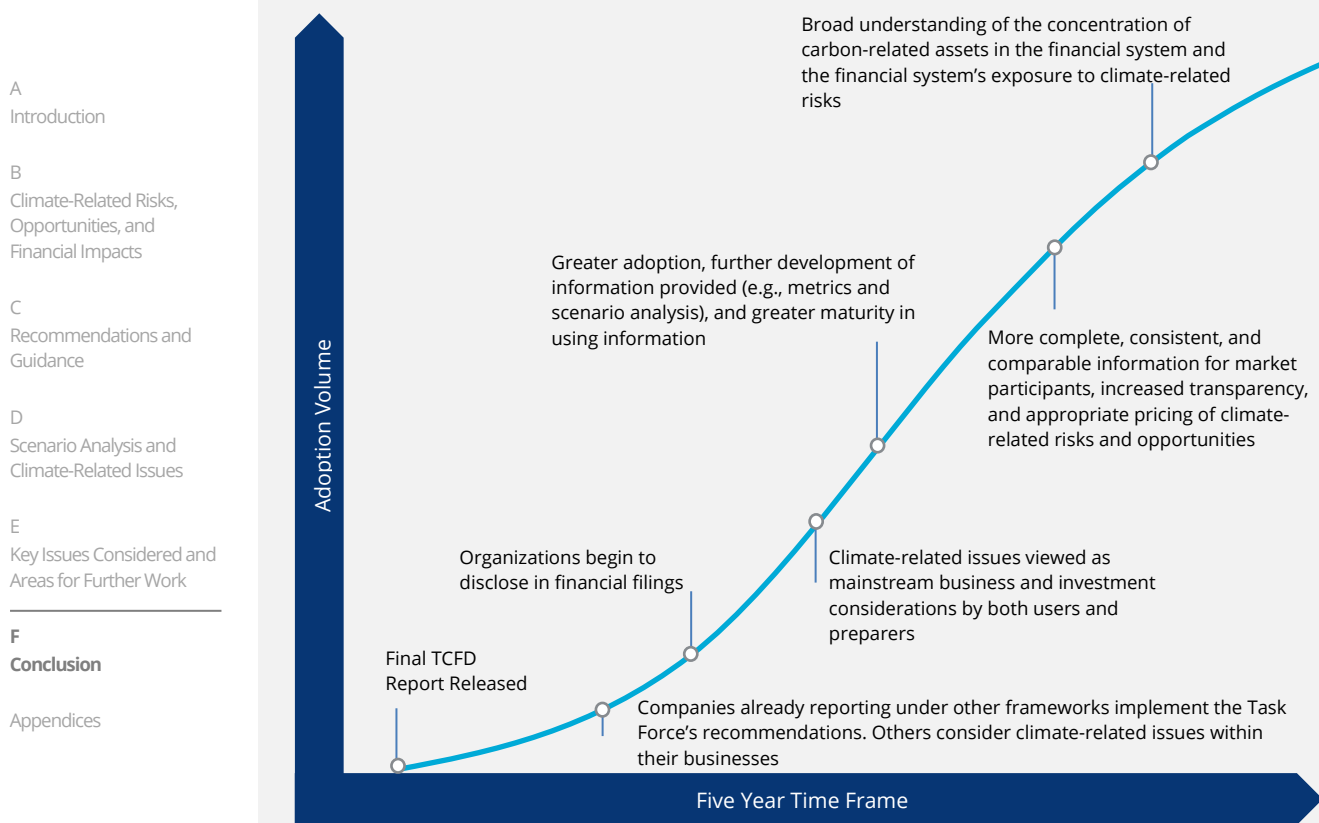 A
Introduction
B
Climate-Related Risks,
Opportunities, and
Financial Impacts
C
Recommendations and
Guidance
D
Scenario Analysis and
Climate-Related Issues
E
Key Issues Considered and
Areas for Further Work
F
Conclusion
Appendices
Adoption Volume
Broad understanding of the concentration of
carbon-related assets in the financial system and
the financial system’s exposure to climate-related
risks
Greater adoption, further development of
information provided (e.g., metrics and
scenario analysis), and greater maturity in
using information
More complete, consistent, and
comparable information for market
participants, increased transparency,
and appropriate pricing of climate-
related risks and opportunities
Organizations begin to
disclose in financial filings
Climate-related issues viewed as
mainstream business and investment
considerations by both users and
preparers
Final TCFD
Report Released
Companies already reporting under other frameworks implement the Task
Force’s recommendations. Others consider climate-related issues within
their businesses
Five Year Time Frame